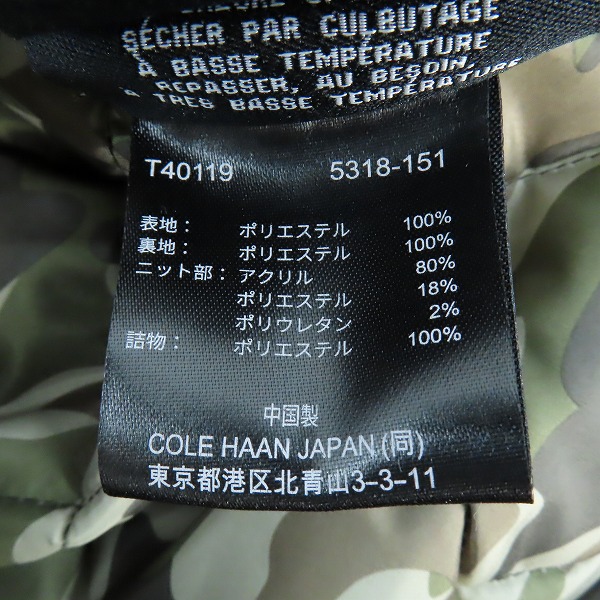 SÉCHER PAR CULBUTAGE
À BASSE TEMPÉRATURE
REPASSER, AU BESOIN,
À TRÈS BASSE TEMPÉRATURE
T40119 5318-151
表地： ポリエステル 100%
裏地： ポリエステル 100%
ニット部： アクリル 80%
ポリエステル 18%
ポリウレタン 2%
詰物： ポリエステル 100%
中国製
COLE HAAN JAPAN (同)
東京都港区北青山3-3-11